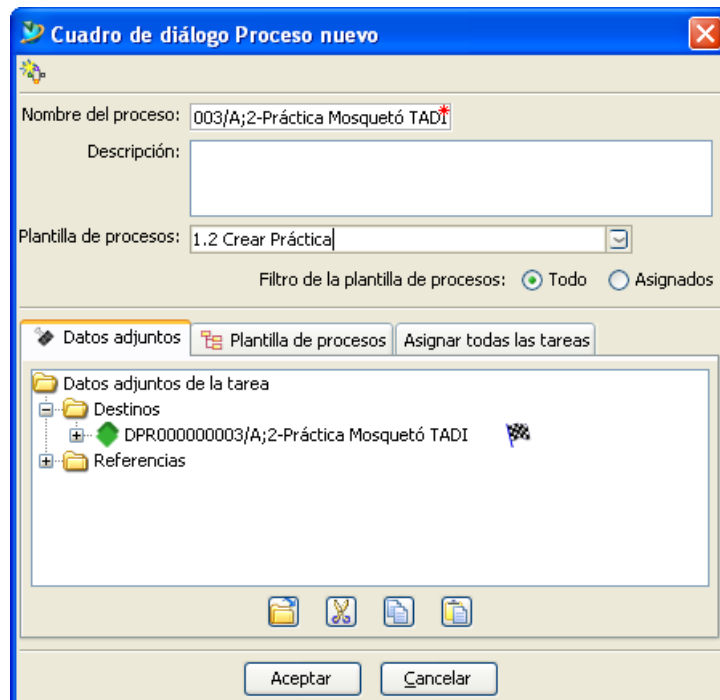 Cuadro de diálogo Proceso nuevo
Nombre del proceso: 003/A;2-Práctica Mosquetó TADI
Descripción:
Plantilla de procesos: 1.2 Crear Práctica
Filtro de la plantilla de procesos: Todo Asignados
Datos adjuntos Plantilla de procesos Asignar todas las tareas
Datos adjuntos de la tarea
Destinos
DPR000000003/A;2-Práctica Mosquetó TADI
Referencias
Aceptar Cancelar